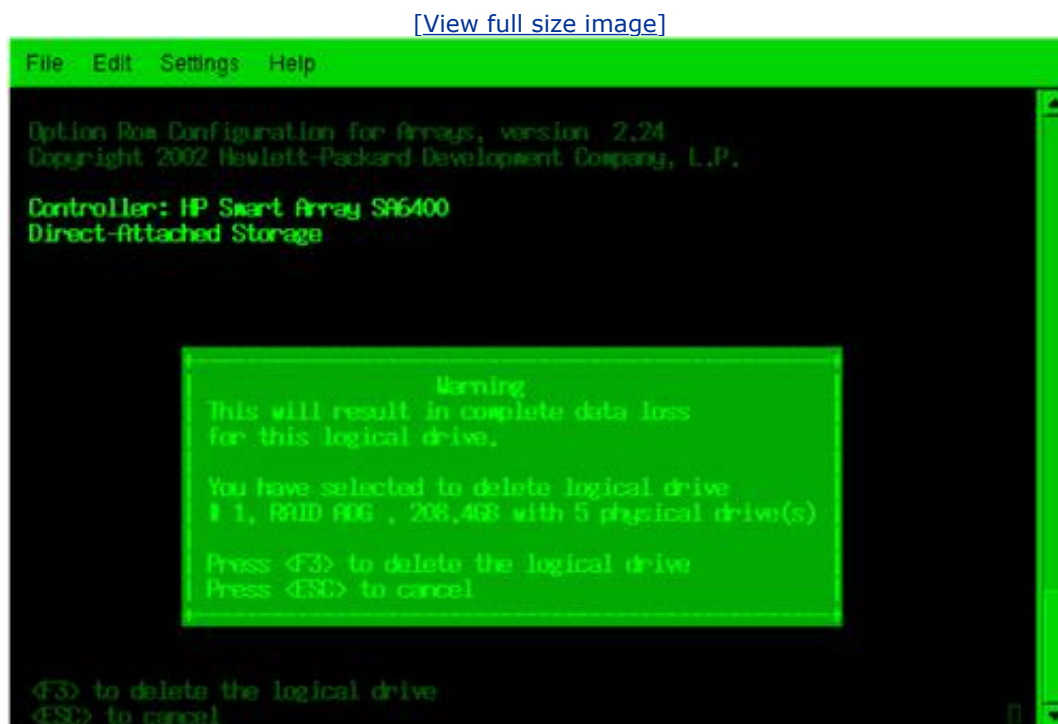 [View full size image]
File Edit Settings Help
Option Rom Configuration for Arrays, version 2.24
Copyright 2002 Hewlett-Packard Development Company, L.P.
Controller: HP Smart Array SA6400
Direct-Attached Storage
Warning
This will result in complete data loss
for this logical drive.
You have selected to delete logical drive
# 1, RAID ADG , 208.4GB with 5 physical drive(s)
Press <F3> to delete the logical drive
Press <ESC> to cancel
<F3> to delete the logical drive
<ESC> to cancel